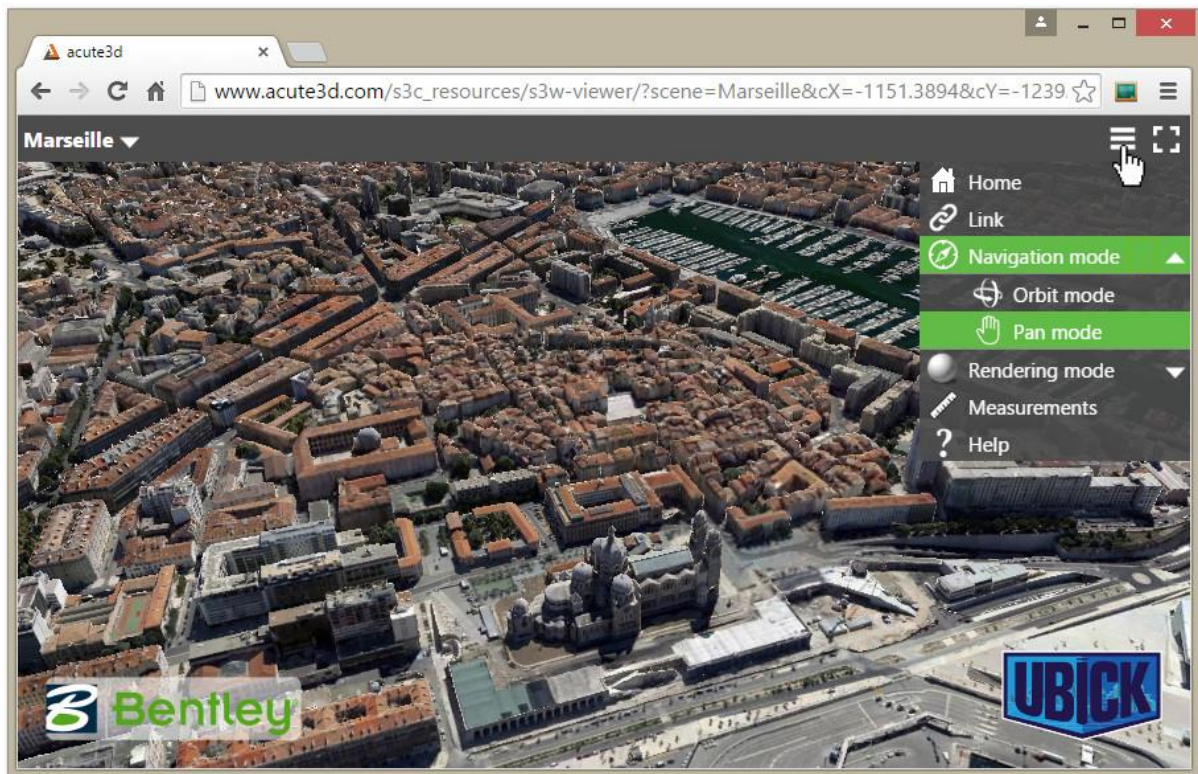 acute3d
www.acute3d.com/s3c_resources/s3w-viewer/?scene=Marseille&cX=-1151.3894&cY=-1239.
Marseille
Home
Link
Navigation mode
Orbit mode
Pan mode
Rendering mode
Measurements
Help
Bentley
UBICK